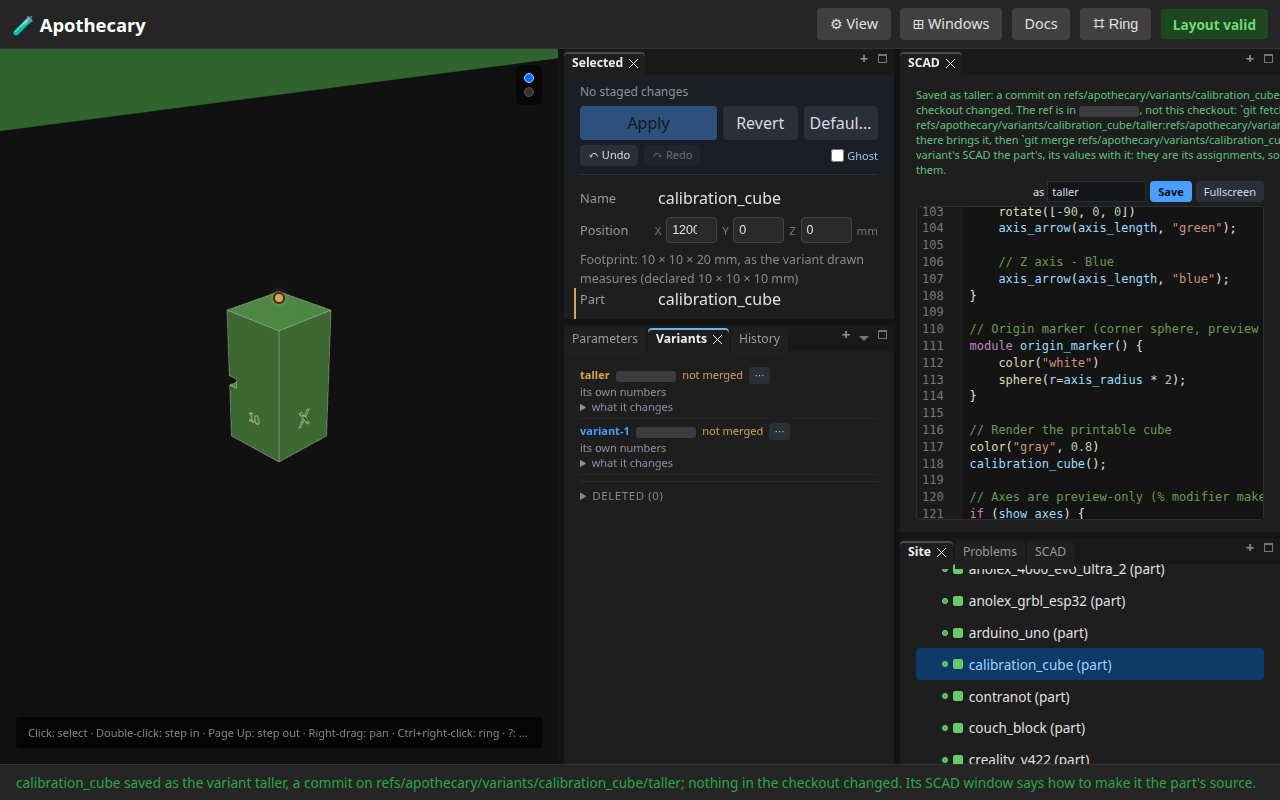 🧪 Apothecary
⚙ View
⊞ Windows
Docs
⌗ Ring
Layout valid
Selected
No staged changes
Apply
Revert
Defaul...
↶ Undo
↷ Redo
Ghost
Name calibration_cube
Position X 1200 Y 0 Z 0 mm
Footprint: 10 × 10 × 20 mm, as the variant drawn
measures (declared 10 × 10 × 10 mm)
Part calibration_cube
Parameters
Variants
History
taller not merged ...
its own numbers
▶ what it changes
variant-1 not merged ...
its own numbers
▶ what it changes
▶ DELETED (0)
10
X
Click: select · Double-click: step in · Page Up: step out · Right-drag: pan · Ctrl+right-click: ring · ?: ...
SCAD
Saved as taller: a commit on refs/apothecary/variants/calibration_cube
checkout changed. The ref is in , not this checkout: `git fetc
refs/apothecary/variants/calibration_cube/taller:refs/apothecary/varian
there brings it, then `git merge refs/apothecary/variants/calibration_cu
variant's SCAD the part's, its values with it: they are its assignments, so
them.
as taller Save Fullscreen
103 rotate([-90, 0, 0])
104 axis_arrow(axis_length, "green");
105
106 // Z axis - Blue
107 axis_arrow(axis_length, "blue");
108 }
109
110 // Origin marker (corner sphere, preview
111 module origin_marker() {
112 color("white")
113 sphere(r=axis_radius * 2);
114 }
115
116 // Render the printable cube
117 color("gray", 0.8)
118 calibration_cube();
119
120 // Axes are preview-only (% modifier make
121 if (show_axes) {
Site
Problems
SCAD
anolex_4060_evo_ultra_2 (part)
anolex_grbl_esp32 (part)
arduino_uno (part)
calibration_cube (part)
contranot (part)
couch_block (part)
creality_v422 (part)
calibration_cube saved as the variant taller, a commit on refs/apothecary/variants/calibration_cube/taller; nothing in the checkout changed. Its SCAD window says how to make it the part's source.